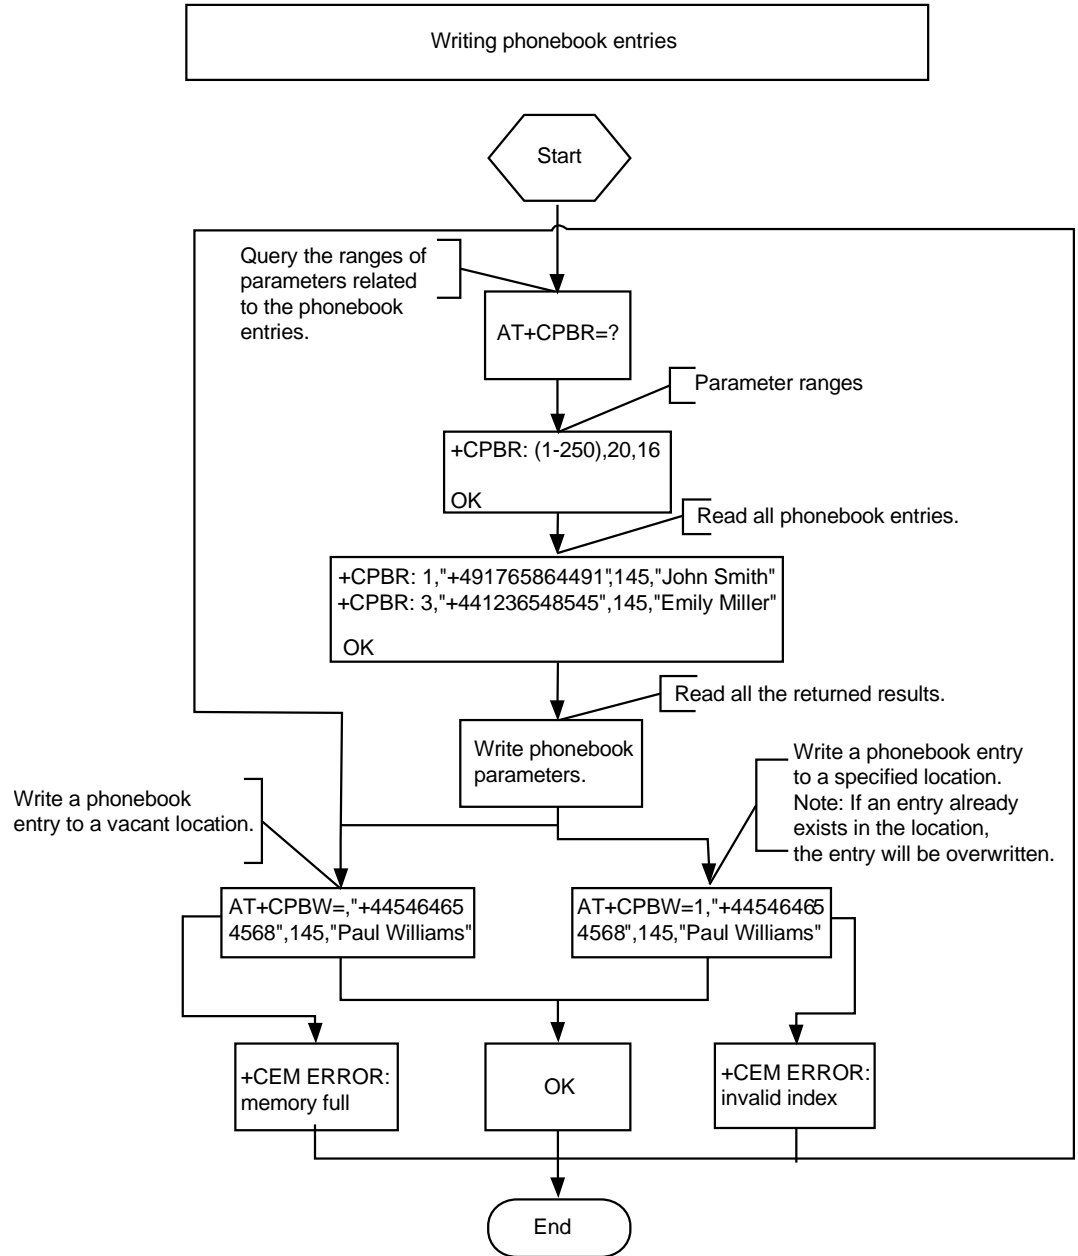 Writing phonebook entries
Start
Query the ranges of
parameters related
to the phonebook
entries.
AT+CPBR=?
Parameter ranges
+CPBR: (1-250),20,16
OK
Read all phonebook entries.
+CPBR: 1,"+491765864491",145,"John Smith"
+CPBR: 3,"+441236548545",145,"Emily Miller"
OK
Read all the returned results.
Write phonebook
parameters.
Write a phonebook entry
to a specified location.
Note: If an entry already
exists in the location,
the entry will be overwritten.
Write a phonebook
entry to a vacant location.
AT+CPBW=,"+44546465
4568",145,"Paul Williams"
AT+CPBW=1,"+44546465
4568",145,"Paul Williams"
+CEM ERROR:
memory full
OK
+CEM ERROR:
invalid index
End